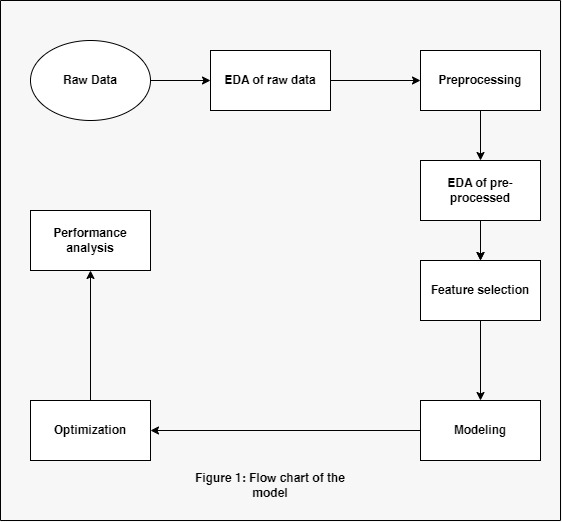 Raw Data
EDA of raw data
Preprocessing
EDA of pre-
processed
Feature selection
Modeling
Optimization
Performance
analysis
Figure 1: Flow chart of the
model